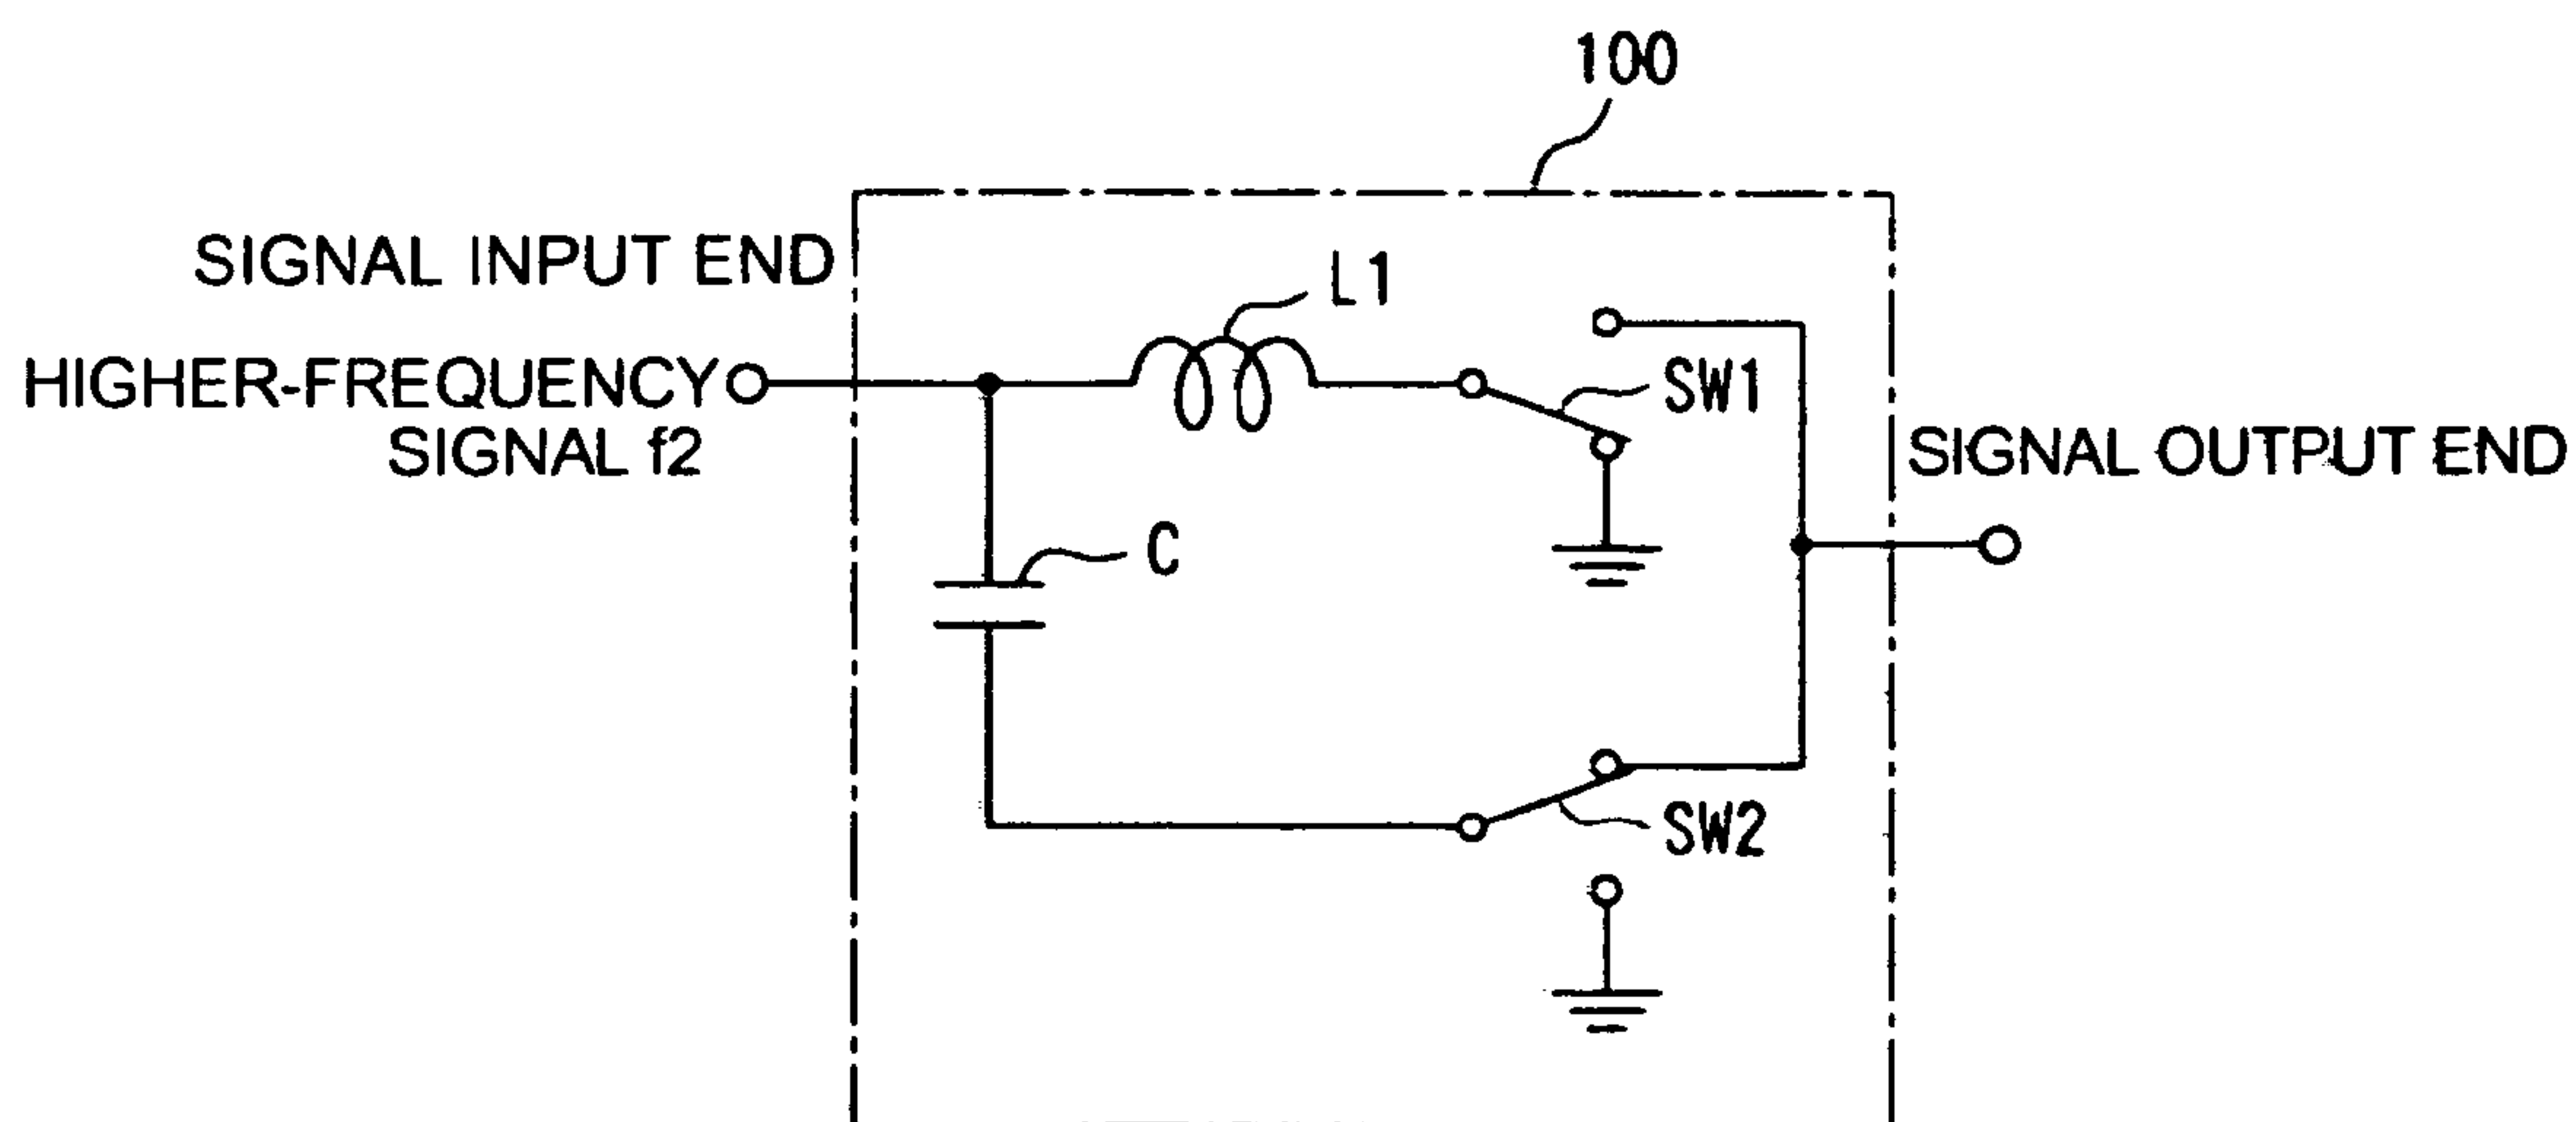 100
SIGNAL INPUT END
L1
HIGHER-FREQUENCY
SIGNAL f2
SW1
SIGNAL OUTPUT END
C
SW2